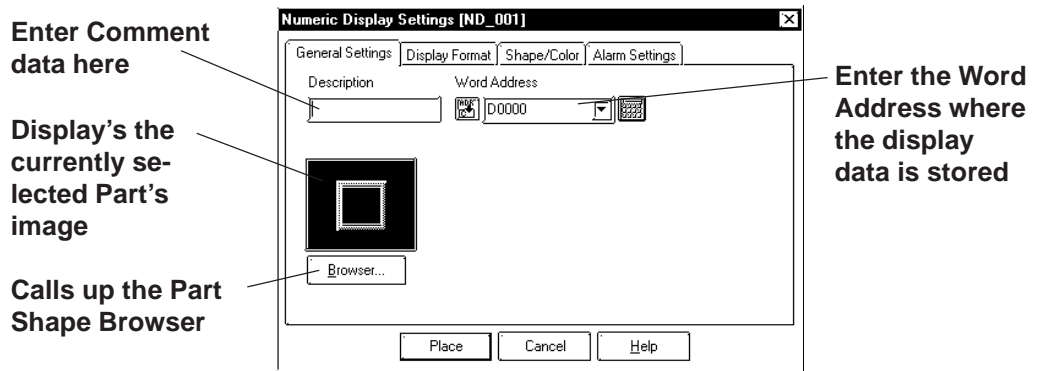 Enter Comment
data here
Display's the
currently se-
lected Part's
image
Calls up the Part
Shape Browser
Numeric Display Settings [ND_001]
General Settings Display Format Shape/Color Alarm Settings
Description Word Address
D0000
Browser...
Place Cancel Help
Enter the Word
Address where
the display
data is stored